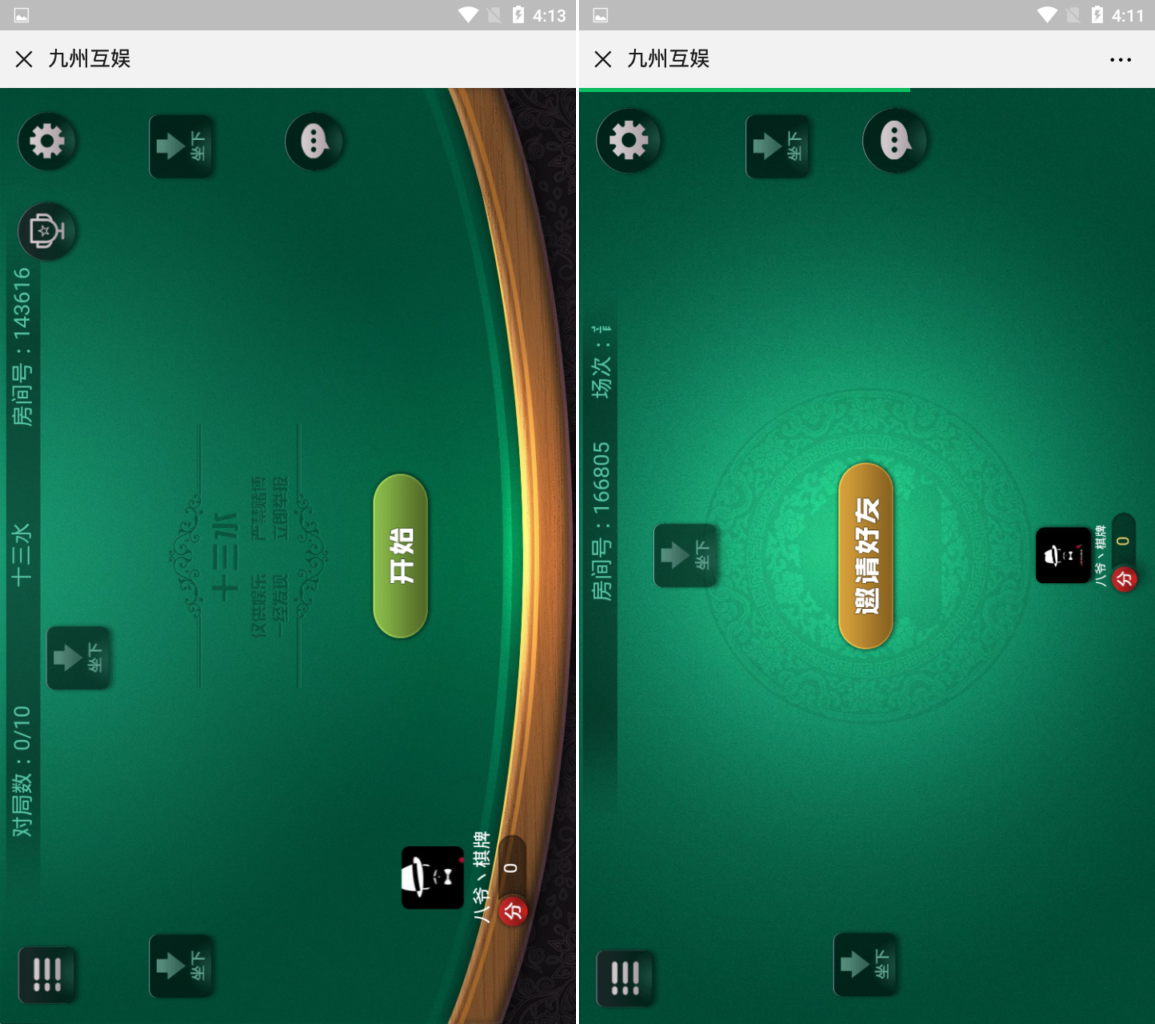 4:13
九州互娱
坐下
房间号：143616
十三水
对局数：0/10
坐下
十三水
仅供娱乐 严禁赌博
一经发现 立即举报
开始
八爷丶棋牌
分 0
坐下
4:11
九州互娱
坐下
房间号：166805
场次：
坐下
邀请好友
八爷丶棋牌
分 0
坐下